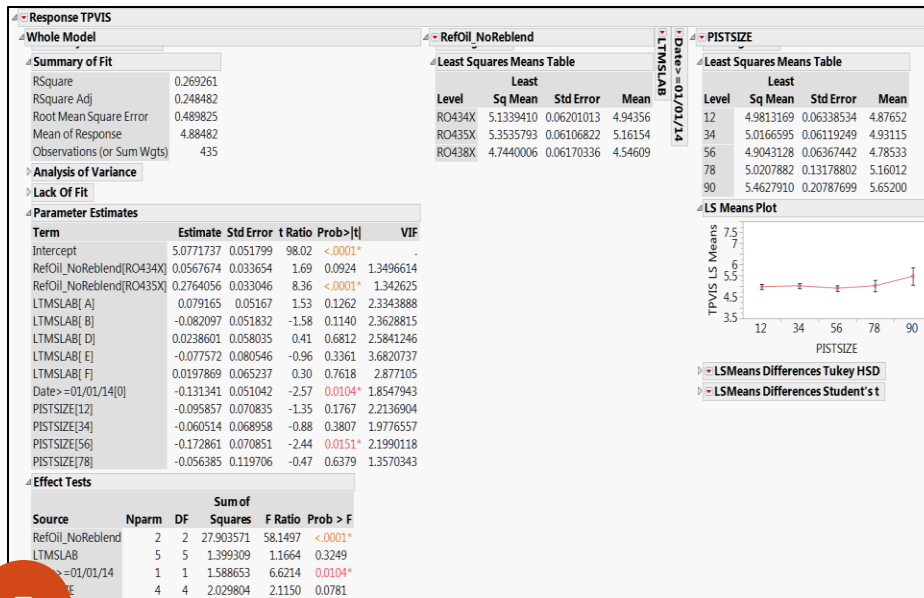 Response TPVIS
Whole Model
Summary of Fit
RSquare 0.269261
RSquare Adj 0.248482
Root Mean Square Error 0.489825
Mean of Response 4.88482
Observations (or Sum Wgts) 435
Analysis of Variance
Lack Of Fit
Parameter Estimates
Term Estimate Std Error t Ratio Prob>|t| VIF
Intercept 5.0771737 0.051799 98.02 <.0001* .
RefOil_NoReblend[RO434X] 0.0567674 0.033654 1.69 0.0924 1.3496614
RefOil_NoReblend[RO435X] 0.2764056 0.033046 8.36 <.0001* 1.342625
LTMSLAB[ A] 0.079165 0.05167 1.53 0.1262 2.3343888
LTMSLAB[ B] -0.082097 0.051832 -1.58 0.1140 2.3628815
LTMSLAB[ D] 0.0238601 0.058035 0.41 0.6812 2.5841246
LTMSLAB[ E] -0.077572 0.080546 -0.96 0.3361 3.6820737
LTMSLAB[ F] 0.0197869 0.065237 0.30 0.7618 2.877105
Date>=01/01/14[0] -0.131341 0.051042 -2.57 0.0104* 1.8547943
PISTSIZE[12] -0.095857 0.070835 -1.35 0.1767 2.2136904
PISTSIZE[34] -0.060514 0.068958 -0.88 0.3807 1.9776557
PISTSIZE[56] -0.172861 0.070851 -2.44 0.0151* 2.1990118
PISTSIZE[78] -0.056385 0.119706 -0.47 0.6379 1.3570343
Effect Tests
Sum of
Source Nparm DF Squares F Ratio Prob > F
RefOil_NoReblend 2 2 27.903571 58.1497 <.0001*
LTMSLAB 5 5 1.399309 1.1664 0.3249
>=01/01/14 1 1 1.588653 6.6214 0.0104*
4 4 2.029804 2.1150 0.0781
RefOil_NoReblend
Least Squares Means Table
Least
Level Sq Mean Std Error Mean
RO434X 5.1339410 0.06201013 4.94356
RO435X 5.3535793 0.06106822 5.16154
RO438X 4.7440006 0.06170336 4.54609
LTMSLAB
Date>=01/01/14
PISTSIZE
Least Squares Means Table
Least
Level Sq Mean Std Error Mean
12 4.9813169 0.06338534 4.87652
34 5.0166595 0.06119249 4.93115
56 4.9043128 0.06367442 4.78533
78 5.0207882 0.13178802 5.16012
90 5.4627910 0.20787699 5.65200
LS Means Plot
TPVIS LS Means
7.5
7
6
5.5
4.5
3.5
12 34 56 78 90
PISTSIZE
LSMeans Differences Tukey HSD
LSMeans Differences Student's t